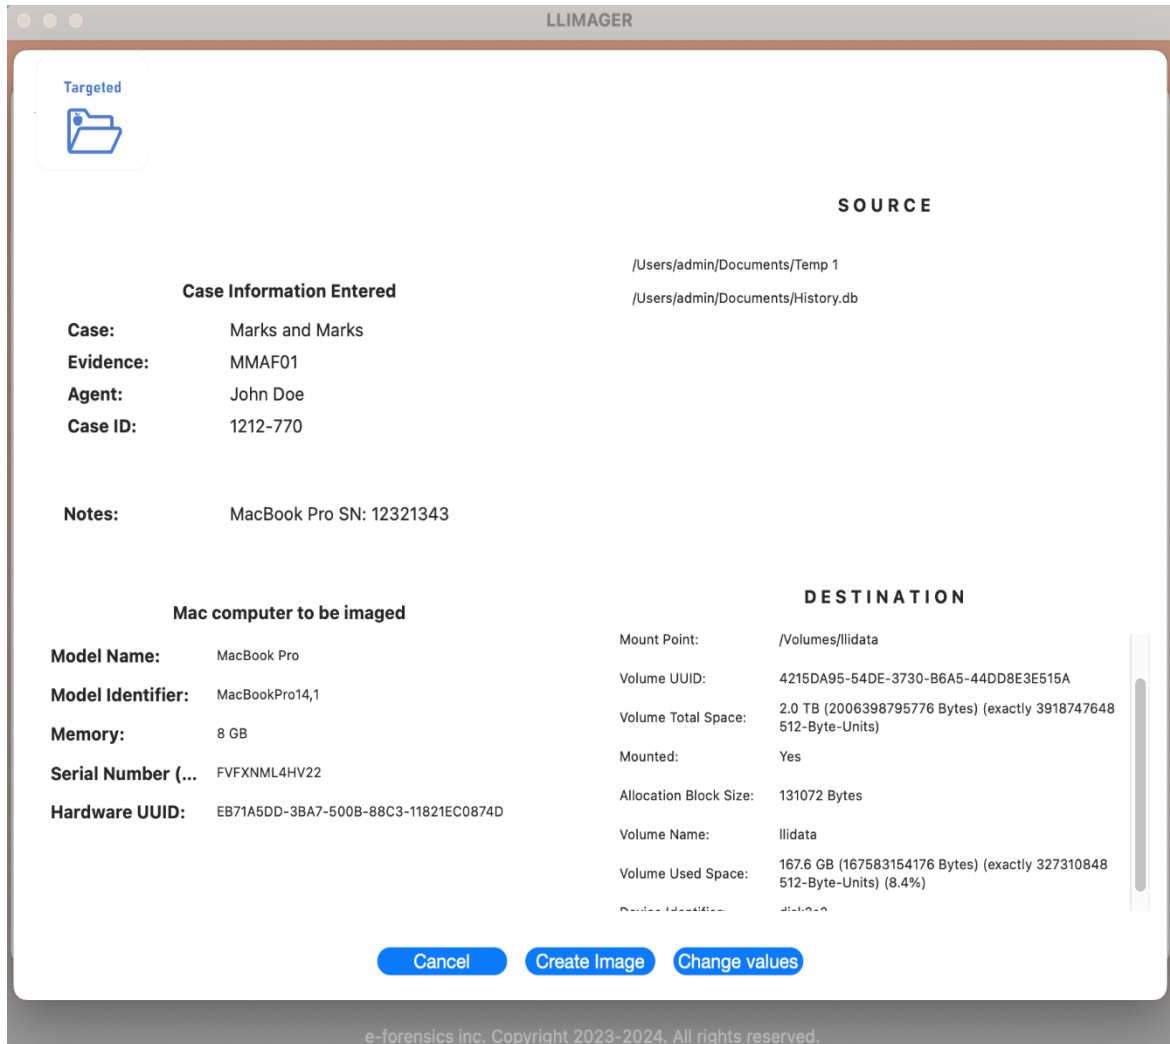 LLIMAGER
Targeted
SOURCE
/Users/admin/Documents/Temp 1
/Users/admin/Documents/History.db
Case Information Entered
Case: Marks and Marks
Evidence: MMAF01
Agent: John Doe
Case ID: 1212-770
Notes: MacBook Pro SN: 12321343
Mac computer to be imaged
Model Name: MacBook Pro
Model Identifier: MacBookPro14,1
Memory: 8 GB
Serial Number (... FVFXNML4HV22
Hardware UUID: EB71A5DD-3BA7-500B-88C3-11821EC0874D
DESTINATION
Mount Point: /Volumes/llidata
Volume UUID: 4215DA95-54DE-3730-B6A5-44DD8E3E515A
Volume Total Space: 2.0 TB (2006398795776 Bytes) (exactly 3918747648
512-Byte-Units)
Mounted: Yes
Allocation Block Size: 131072 Bytes
Volume Name: llidata
Volume Used Space: 167.6 GB (167583154176 Bytes) (exactly 327310848
512-Byte-Units) (8.4%)
Device Identifier:
Cancel
Create Image
Change values
e-forensics inc. Copyright 2023-2024. All rights reserved.